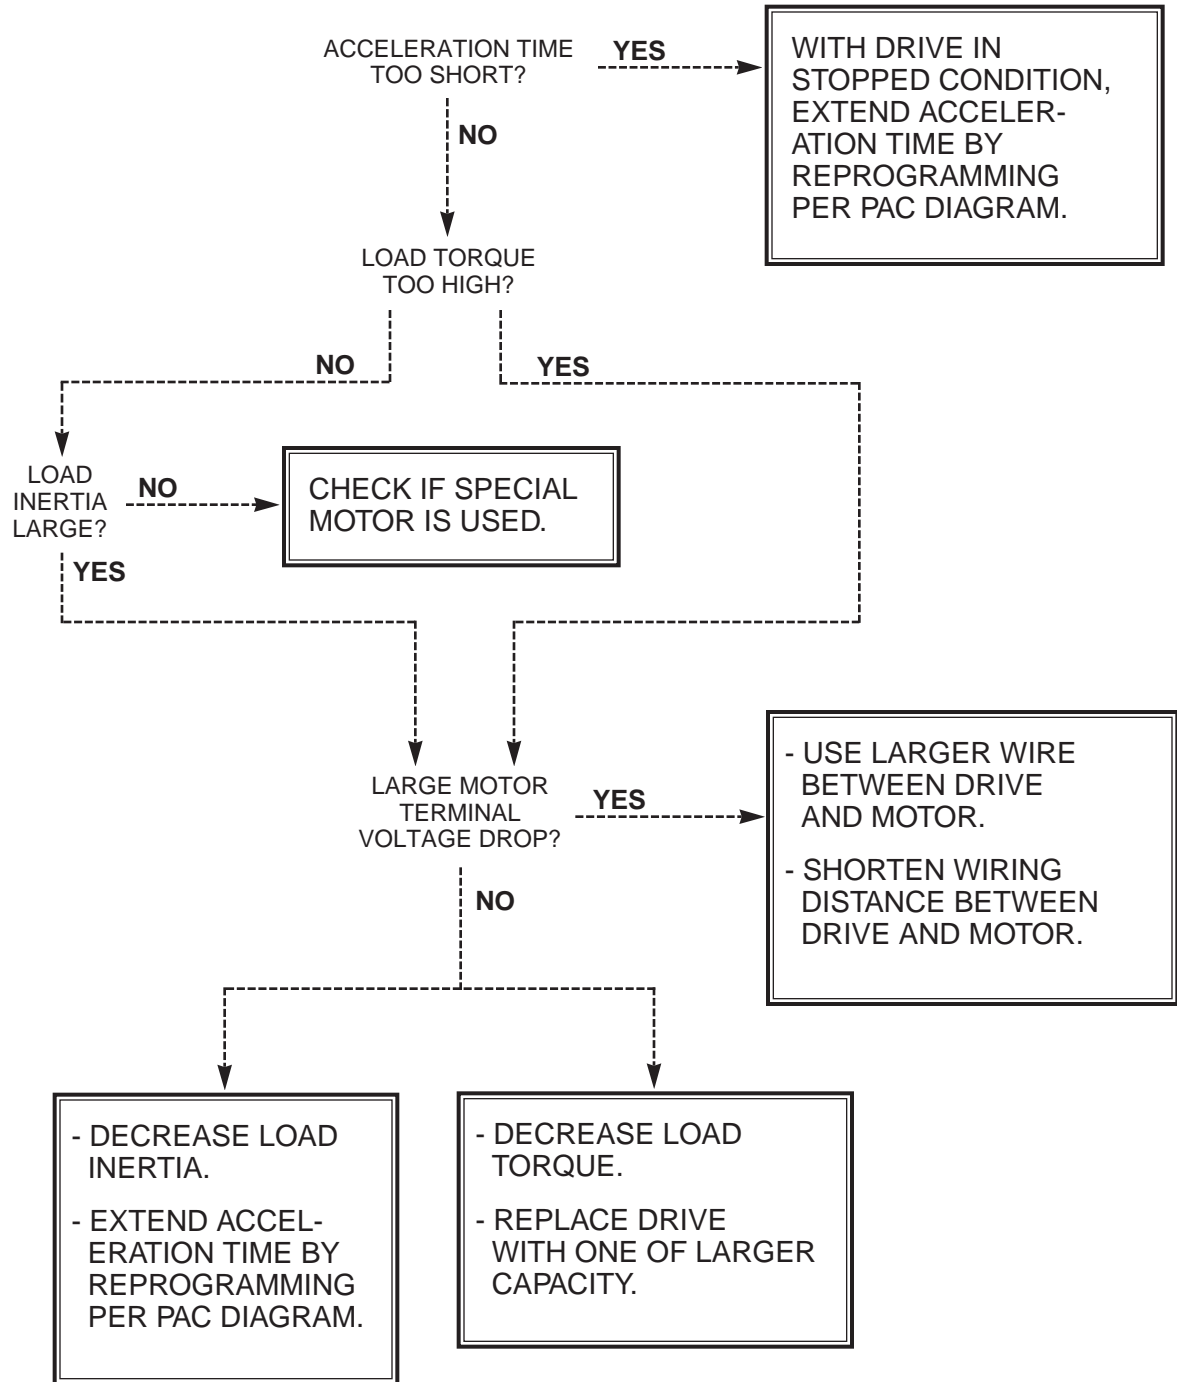 ACCELERATION TIME
TOO SHORT?
YES
WITH DRIVE IN
STOPPED CONDITION,
EXTEND ACCELER-
ATION TIME BY
REPROGRAMMING
PER PAC DIAGRAM.
NO
LOAD TORQUE
TOO HIGH?
NO
YES
LOAD
INERTIA
LARGE?
NO
CHECK IF SPECIAL
MOTOR IS USED.
YES
LARGE MOTOR
TERMINAL
VOLTAGE DROP?
YES
- USE LARGER WIRE
BETWEEN DRIVE
AND MOTOR.
- SHORTEN WIRING
DISTANCE BETWEEN
DRIVE AND MOTOR.
NO
- DECREASE LOAD
INERTIA.
- EXTEND ACCEL-
ERATION TIME BY
REPROGRAMMING
PER PAC DIAGRAM.
- DECREASE LOAD
TORQUE.
- REPLACE DRIVE
WITH ONE OF LARGER
CAPACITY.